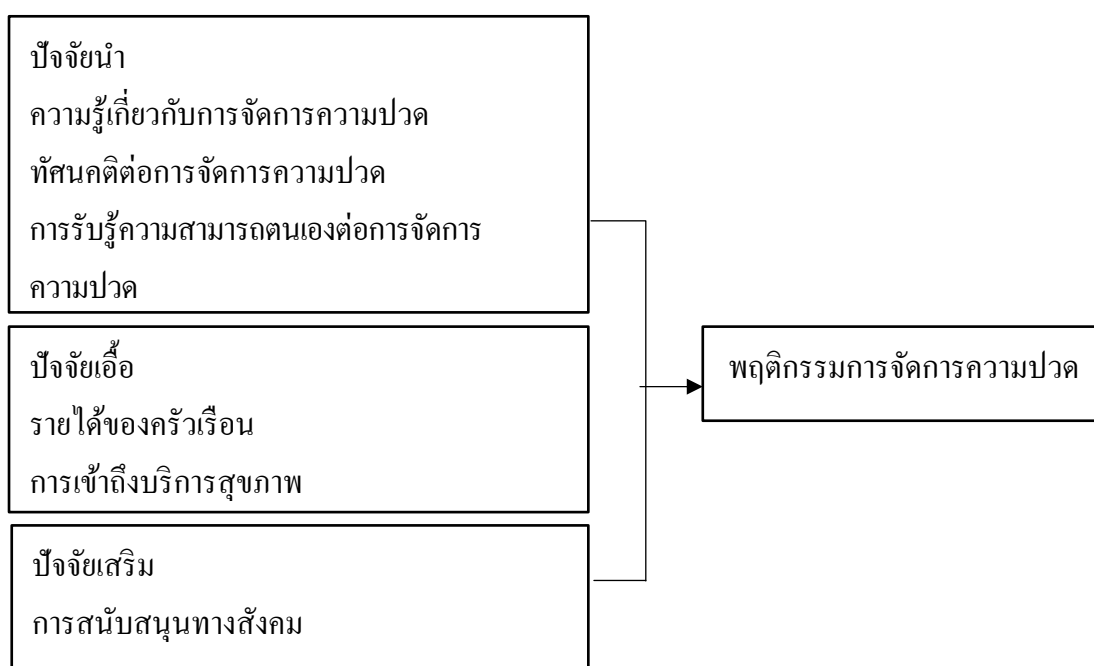 ปัจจัยนำ
ความรู้เกี่ยวกับการจัดการความปวด
ทัศนคติต่อการจัดการความปวด
การรับรู้ความสามารถตนเองต่อการจัดการ
ความปวด
ปัจจัยเอื้อ
รายได้ของครัวเรือน
การเข้าถึงบริการสุขภาพ
ปัจจัยเสริม
การสนับสนุนทางสังคม
พฤติกรรมการจัดการความปวด